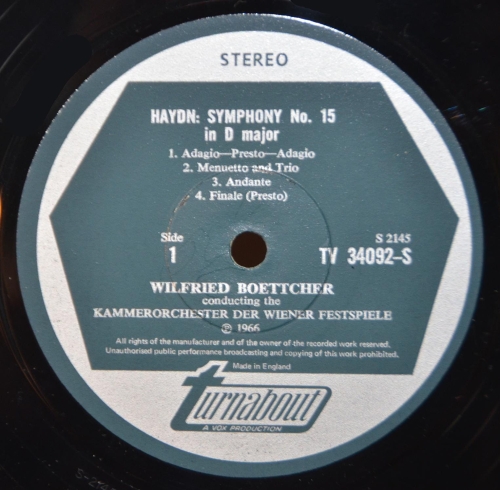 STEREO
HAYDN: SYMPHONY No. 15
in D major
1. Adagio—Presto—Adagio
2. Menuetto and Trio
3. Andante
4. Finale (Presto)
Side
1
S 2145
TV 34092-S
WILFRIED BOETTCHER
conducting the
KAMMERORCHESTER DER WIENER FESTSPIELE
℗ 1966
All rights of the manufacturer and of the owner of the recorded work reserved.
Unauthorised public performance broadcasting and copying of this work prohibited.
Made in England
turnabout
A VOX PRODUCTION